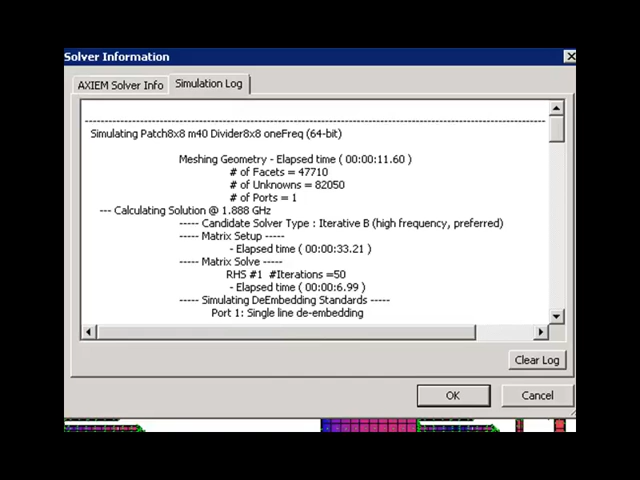 Solver Information
AXIEM Solver Info
Simulation Log
Simulating Patch8x8 m40 Divider8x8 oneFreq (64-bit)
Meshing Geometry - Elapsed time ( 00:00:11.60 )
# of Facets = 47710
# of Unknowns = 82050
# of Ports = 1
--- Calculating Solution @ 1.888 GHz
----- Candidate Solver Type : Iterative B (high frequency, preferred)
----- Matrix Setup -----
- Elapsed time ( 00:00:33.21 )
----- Matrix Solve -----
RHS #1 #Iterations =50
- Elapsed time ( 00:00:6.99 )
----- Simulating DeEmbedding Standards -----
Port 1: Single line de-embedding
Clear Log
OK
Cancel